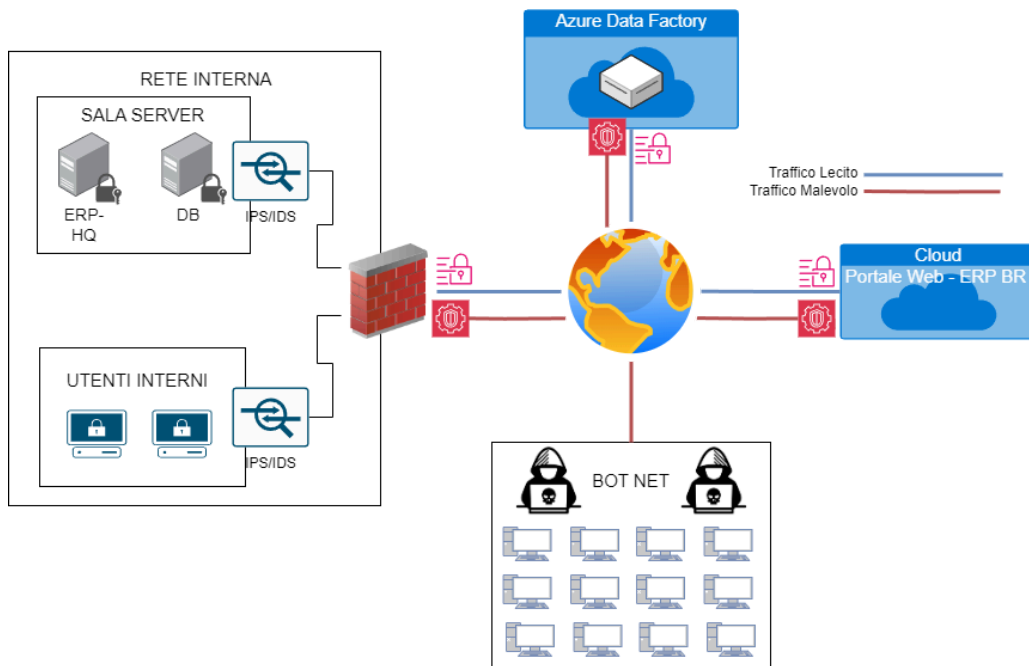 Azure Data Factory
RETE INTERNA
SALA SERVER
ERP-
HQ
DB
IPS/IDS
Traffico Lecito
Traffico Malevolo
Cloud
Portale Web - ERP BR
UTENTI INTERNI
IPS/IDS
BOT NET